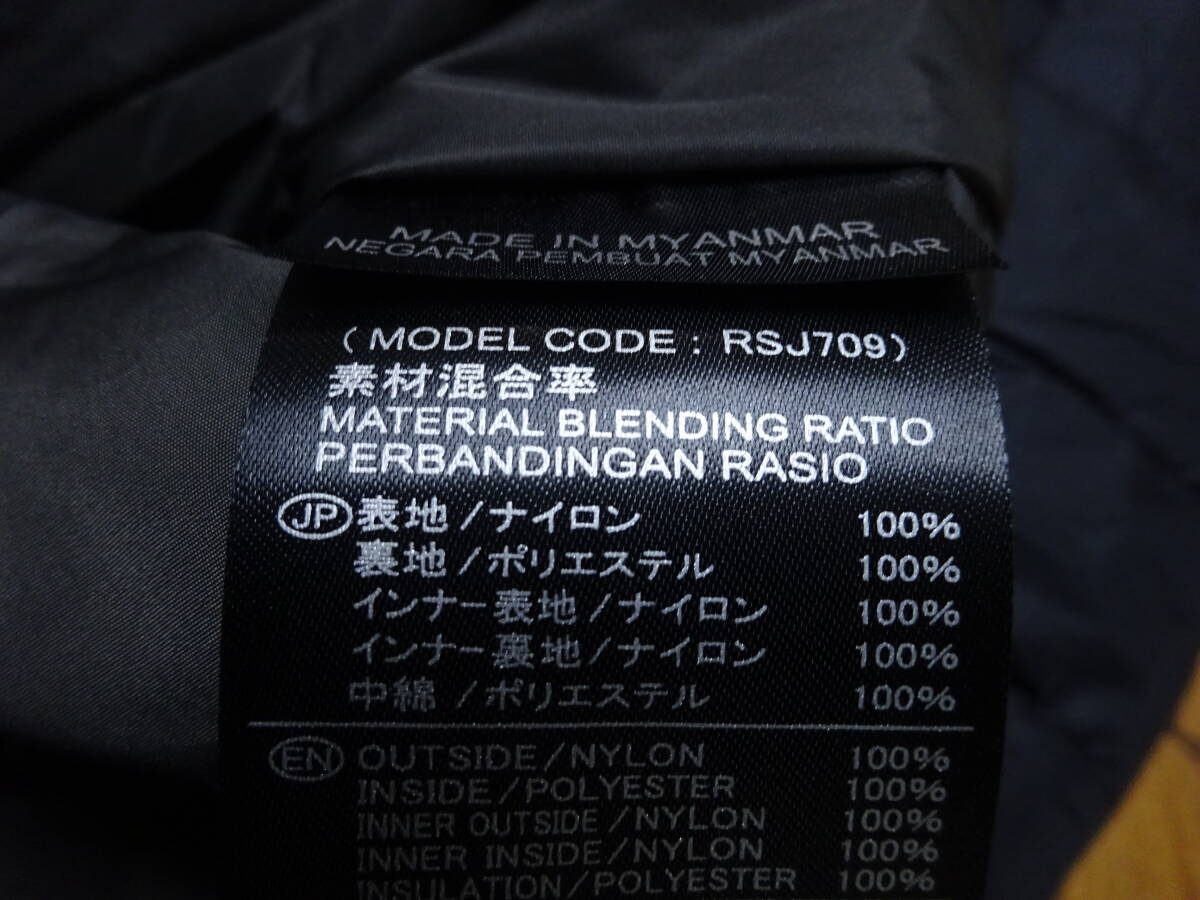 MADE IN MYANMAR
NEGARA PEMBUAT MYANMAR
( MODEL CODE : RSJ709)
素材混合率
MATERIAL BLENDING RATIO
PERBANDINGAN RASIO
JP 表地/ナイロン 100%
裏地/ポリエステル 100%
インナー表地/ナイロン 100%
インナー裏地/ナイロン 100%
中綿/ポリエステル 100%
EN OUTSIDE/NYLON 100%
INSIDE/POLYESTER 100%
INNER OUTSIDE/NYLON 100%
INNER INSIDE/NYLON 100%
INSULATION/POLYESTER 100%